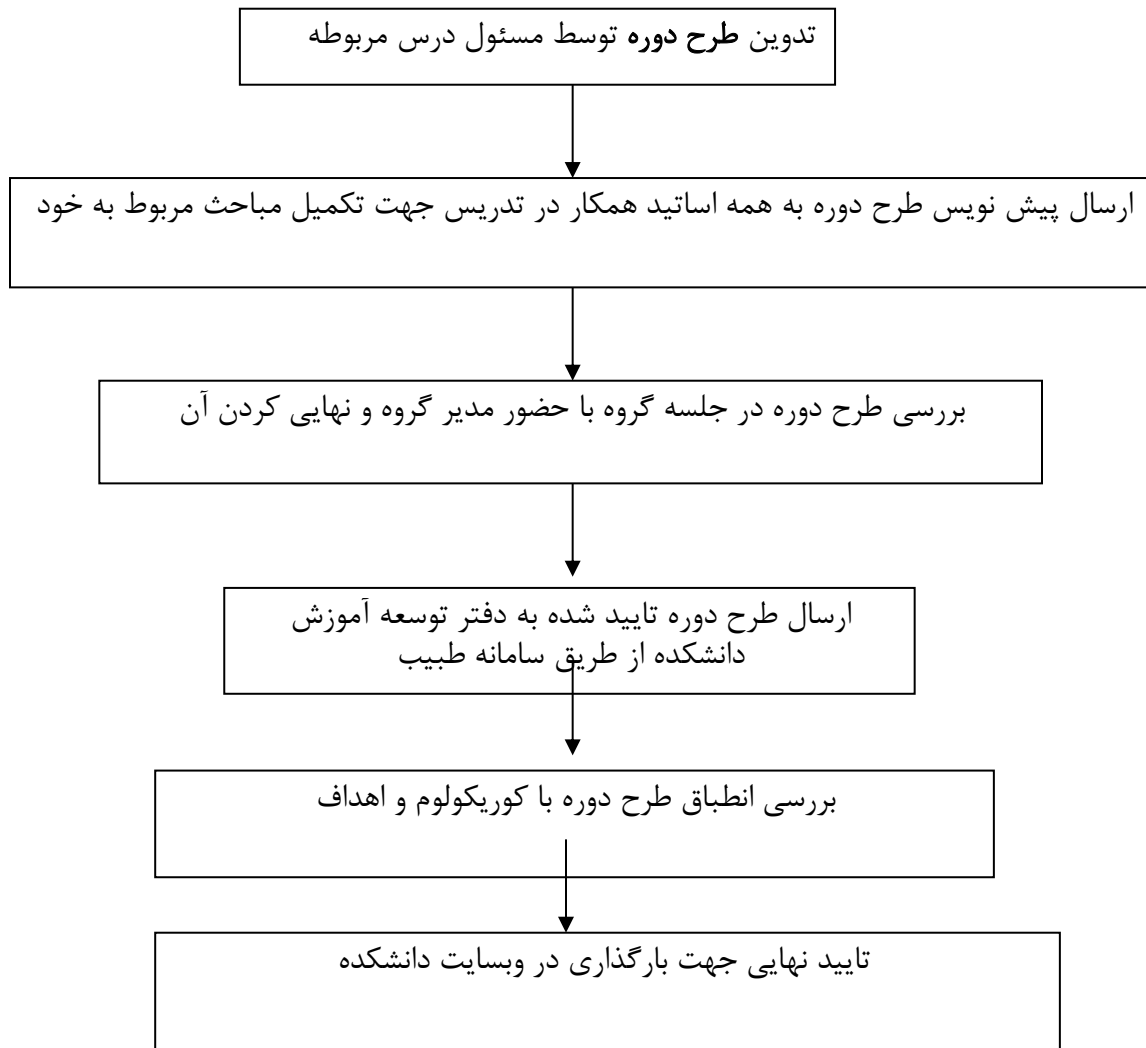 تدوین طرح دوره توسط مسئول درس مربوطه
ارسال پیش نویس طرح دوره به همه اساتید همکار در تدریس جهت تکمیل مباحث مربوط به خود
بررسی طرح دوره در جلسه گروه با حضور مدیر گروه و نهایی کردن آن
ارسال طرح دوره تایید شده به دفتر توسعه آموزش
دانشکده از طریق سامانه طبیب
بررسی انطباق طرح دوره با کوریکولوم و اهداف
تایید نهایی جهت بارگذاری در وبسایت دانشکده